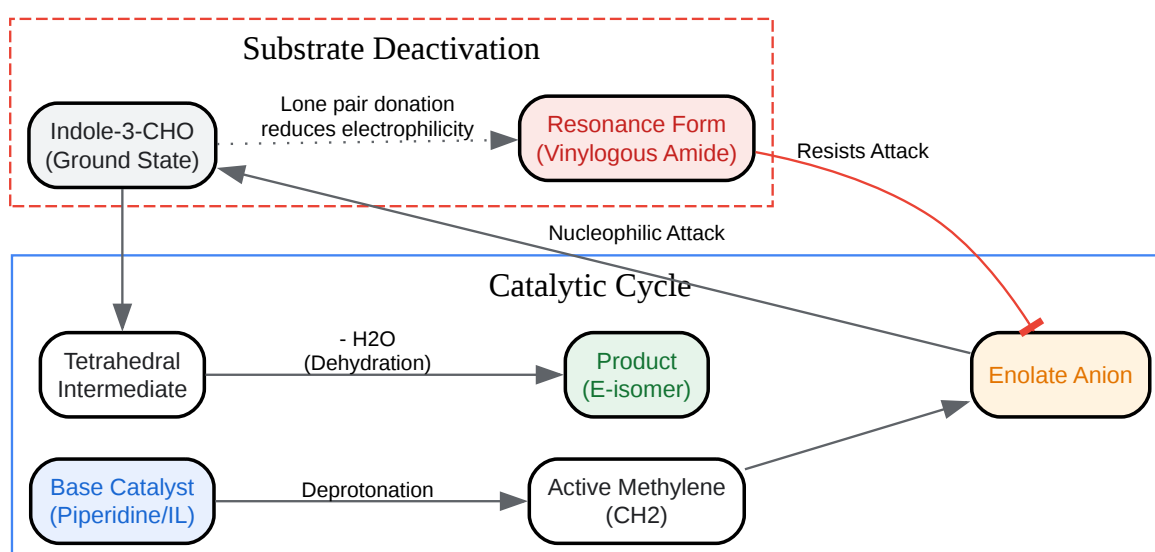 Substrate Deactivation
Indole-3-CHO
(Ground State)
Lone pair donation
reduces electrophilicity
Resonance Form
(Vinylogous Amide)
Resists Attack
Nucleophilic Attack
Catalytic Cycle
Tetrahedral
Intermediate
- H2O
(Dehydration)
Product
(E-isomer)
Enolate Anion
Base Catalyst
(Piperidine/IL)
Deprotonation
Active Methylene
(CH2)